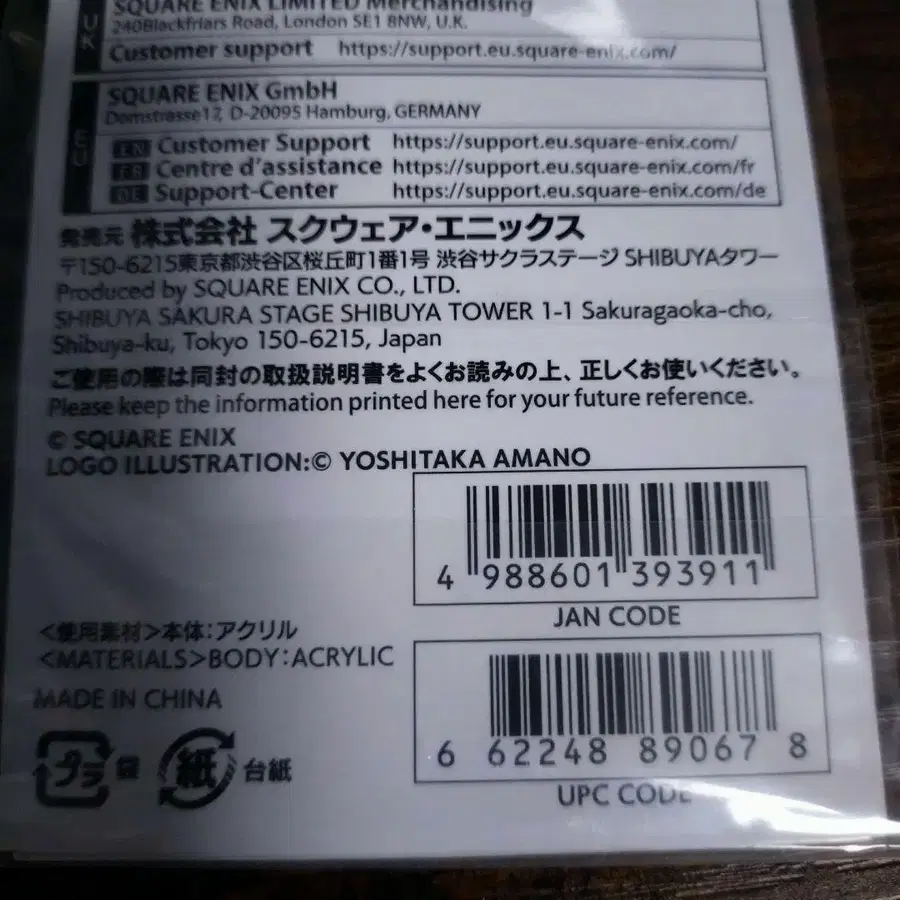 UK
SQUARE ENIX LIMITED Merchandising
240Blackfriars Road, London SE1 8NW, U.K.
Customer support https://support.eu.square-enix.com/
EU
SQUARE ENIX GmbH
Domstrasse17, D-20095 Hamburg, GERMANY
EN Customer Support https://support.eu.square-enix.com/
FR Centre d'assistance https://support.eu.square-enix.com/fr
DE Support-Center https://support.eu.square-enix.com/de
発売元 株式会社 スクウェア・エニックス
〒150-6215東京都渋谷区桜丘町1番1号 渋谷サクラステージ SHIBUYAタワー
Produced by SQUARE ENIX CO., LTD.
SHIBUYA SAKURA STAGE SHIBUYA TOWER 1-1 Sakuragaoka-cho,
Shibuya-ku, Tokyo 150-6215, Japan
ご使用の際は同封の取扱説明書をよくお読みの上、正しくお使いください。
Please keep the information printed here for your future reference.
© SQUARE ENIX
LOGO ILLUSTRATION:© YOSHITAKA AMANO
4 988601 393911
JAN CODE
<使用素材>本体:アクリル
<MATERIALS>BODY:ACRYLIC
MADE IN CHINA
6 62248 89067 8
UPC CODE
プラ 袋 紙 台紙